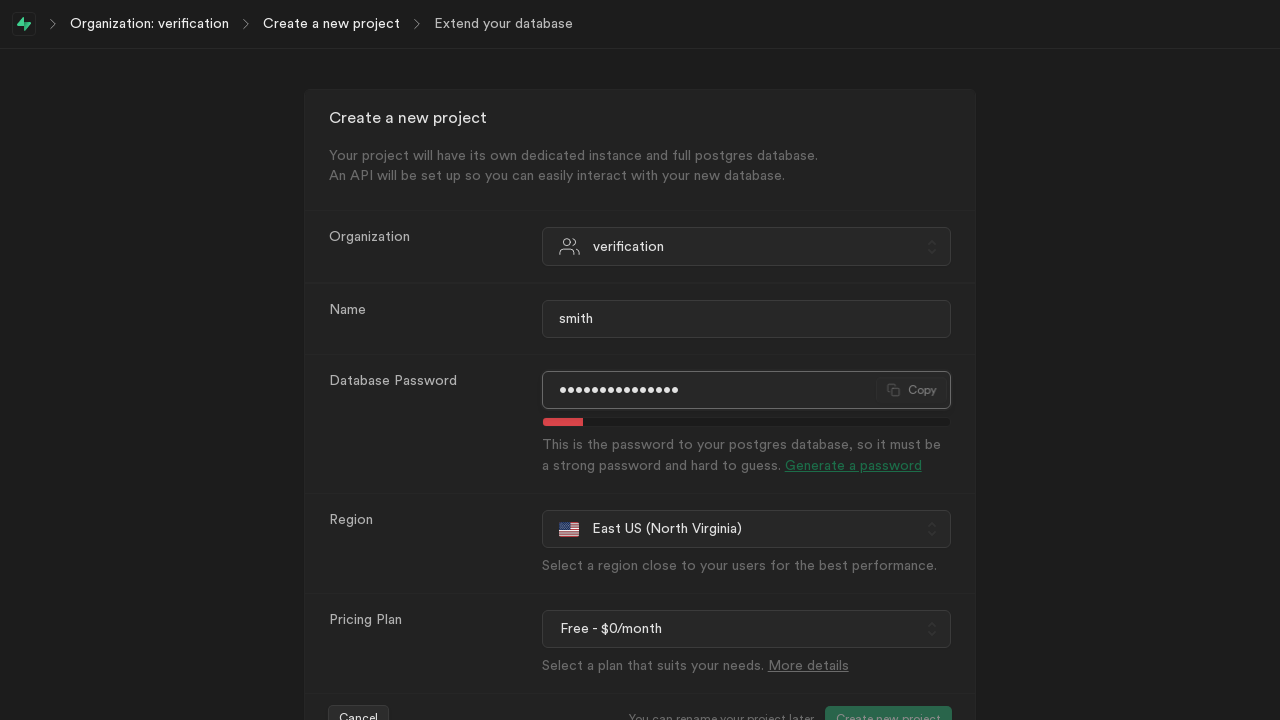 Organization: verification
Create a new project
Extend your database
Create a new project
Your project will have its own dedicated instance and full postgres database.
An API will be set up so you can easily interact with your new database.
Organization
verification
Name
smith
Database Password
•••••••••••••••
Copy
This is the password to your postgres database, so it must be
a strong password and hard to guess. Generate a password
Region
East US (North Virginia)
Select a region close to your users for the best performance.
Pricing Plan
Free - $0/month
Select a plan that suits your needs. More details
Cancel
You can rename your project later
Create new project